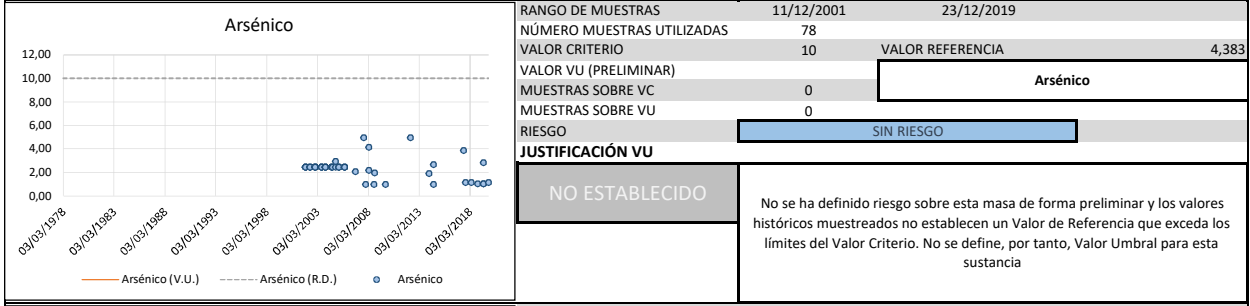 Arsénico
12,00
10,00
8,00
6,00
4,00
2,00
0,00
03/03/1978
03/03/1983
03/03/1988
03/03/1993
03/03/1998
03/03/2003
03/03/2008
03/03/2013
03/03/2018
Arsénico (V.U.) Arsénico (R.D.) Arsénico
RANGO DE MUESTRAS 11/12/2001 23/12/2019
NÚMERO MUESTRAS UTILIZADAS 78
VALOR CRITERIO 10 VALOR REFERENCIA 4,383
VALOR VU (PRELIMINAR)
Arsénico
MUESTRAS SOBRE VC 0
MUESTRAS SOBRE VU 0
RIESGO SIN RIESGO
JUSTIFICACIÓN VU
NO ESTABLECIDO
No se ha definido riesgo sobre esta masa de forma preliminar y los valores
históricos muestreados no establecen un Valor de Referencia que exceda los
límites del Valor Criterio. No se define, por tanto, Valor Umbral para esta
sustancia